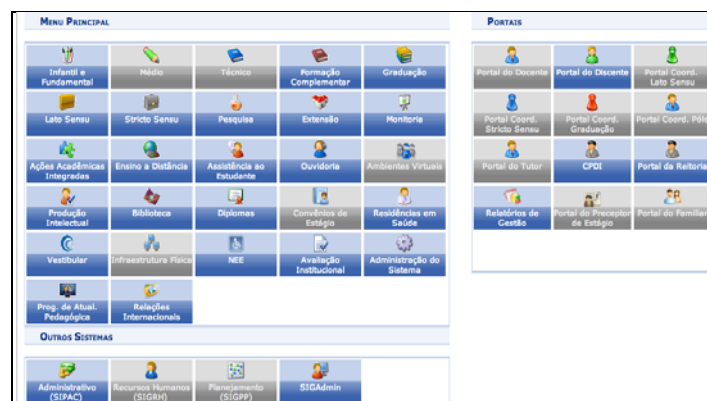 MENU PRINCIPAL
Infantil e
Fundamental
Médio
Técnico
Formação
Complementar
Graduação
Lato Sensu
Stricto Sensu
Pesquisa
Extensão
Monitoria
Ações Acadêmicas
Integradas
Ensino a Distância
Assistência ao
Estudante
Ouvidoria
Ambientes Virtuais
Produção
Intelectual
Biblioteca
Diplomas
Convênios de
Estágio
Residências em
Saúde
Vestibular
Infraestrutura Física
NEE
Avaliação
Institucional
Administração do
Sistema
Prog. de Atual.
Pedagógica
Relações
Internacionais
OUTROS SISTEMAS
Administrativo
(SIPAC)
Recursos Humanos
(SIGRH)
Planejamento
(SIGPP)
SIGAdmin
PORTAIS
Portal do Docente
Portal do Discente
Portal Coord.
Lato Sensu
Portal Coord.
Stricto Sensu
Portal Coord.
Graduação
Portal Coord. Pólo
Portal do Tutor
CPDI
Portal da Reitoria
Relatórios de
Gestão
Portal do Preceptor
de Estágio
Portal do Familiar